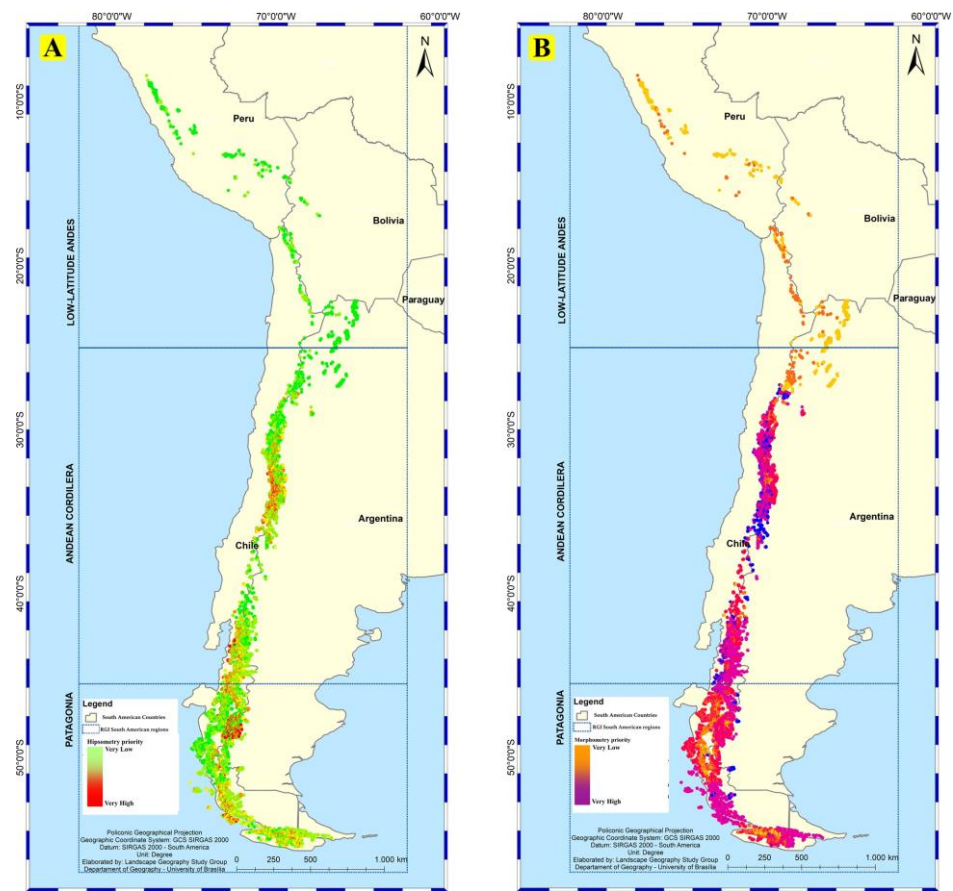 80°0'0"W
70°0'0"W
60°0'0"W
A
N
10°0'0"S
20°0'0"S
30°0'0"S
40°0'0"S
50°0'0"S
LOW-LATITUDE ANDES
ANDEAN CORDILERA
PATAGONIA
Peru
Bolivia
Paraguay
Argentina
Chile
Legend
South American Countries
RGI South American regions
Hipsometry priority
Very Low
Very High
Policonic Geographical Projection
Geographic Coordinate System: GCS SIRGAS 2000
Datum: SIRGAS 2000 - South America
Unit: Degree
Elaborated by: Landscape Geography Study Group
Departament of Geography - University of Brasília
0 250 500 1.000 km
80°0'0"W
70°0'0"W
60°0'0"W
B
N
10°0'0"S
20°0'0"S
30°0'0"S
40°0'0"S
50°0'0"S
LOW-LATITUDE ANDES
ANDEAN CORDILERA
PATAGONIA
Peru
Bolivia
Paraguay
Argentina
Chile
Legend
South American Countries
RGI South American regions
Morphometry priority
Very Low
Very High
Policonic Geographical Projection
Geographic Coordinate System: GCS SIRGAS 2000
Datum: SIRGAS 2000 - South America
Unit: Degree
Elaborated by: Landscape Geography Study Group
Departament of Geography - University of Brasília
0 250 500 1.000 km